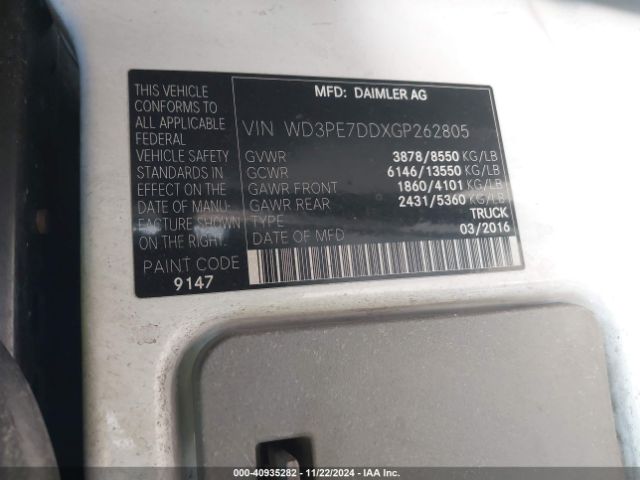 THIS VEHICLE
CONFORMS TO
ALL APPLICABLE
FEDERAL
VEHICLE SAFETY
STANDARDS IN
EFFECT ON THE
DATE OF MANU-
FACTURE SHOWN
ON THE RIGHT
PAINT CODE
9147
MFD: DAIMLER AG
VIN WD3PE7DDXGP262805
GVWR 3878/8550 KG/LB
GCWR 6146/13550 KG/LB
GAWR FRONT 1860/4101 KG/LB
GAWR REAR 2431/5360 KG/LB
TYPE TRUCK
DATE OF MFD 03/2016
000-40935282 - 11/22/2024 - IAA Inc.